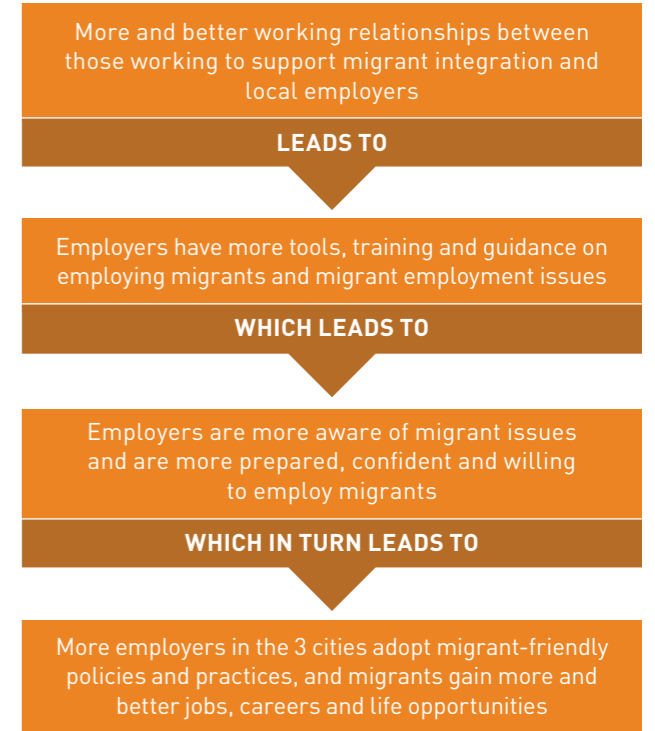 More and better working relationships between
those working to support migrant integration and
local employers
LEADS TO
Employers have more tools, training and guidance on
employing migrants and migrant employment issues
WHICH LEADS TO
Employers are more aware of migrant issues
and are more prepared, confident and willing
to employ migrants
WHICH IN TURN LEADS TO
More employers in the 3 cities adopt migrant-friendly
policies and practices, and migrants gain more and
better jobs, careers and life opportunities